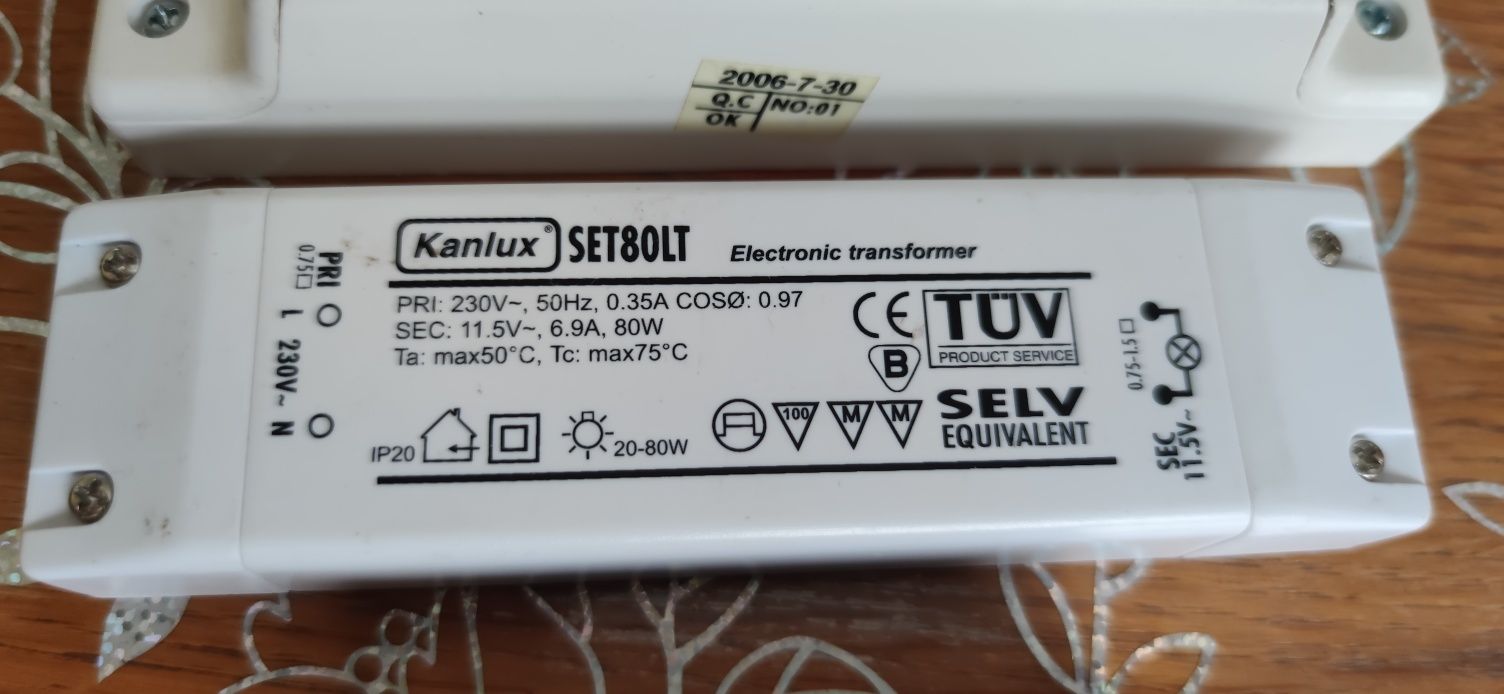 2006-7-30
Q.C NO:01
OK
Kanlux® SET80LT Electronic transformer
PRI: 230V~, 50Hz, 0.35A COSØ: 0.97
SEC: 11.5V~, 6.9A, 80W
Ta: max50°C, Tc: max75°C
CE
TÜV
PRODUCT SERVICE
B
IP20
20-80W
100
M
M
SELV
EQUIVALENT
PRI
0.75
L 230V~ N
0.75-1.5
SEC
11.5V~